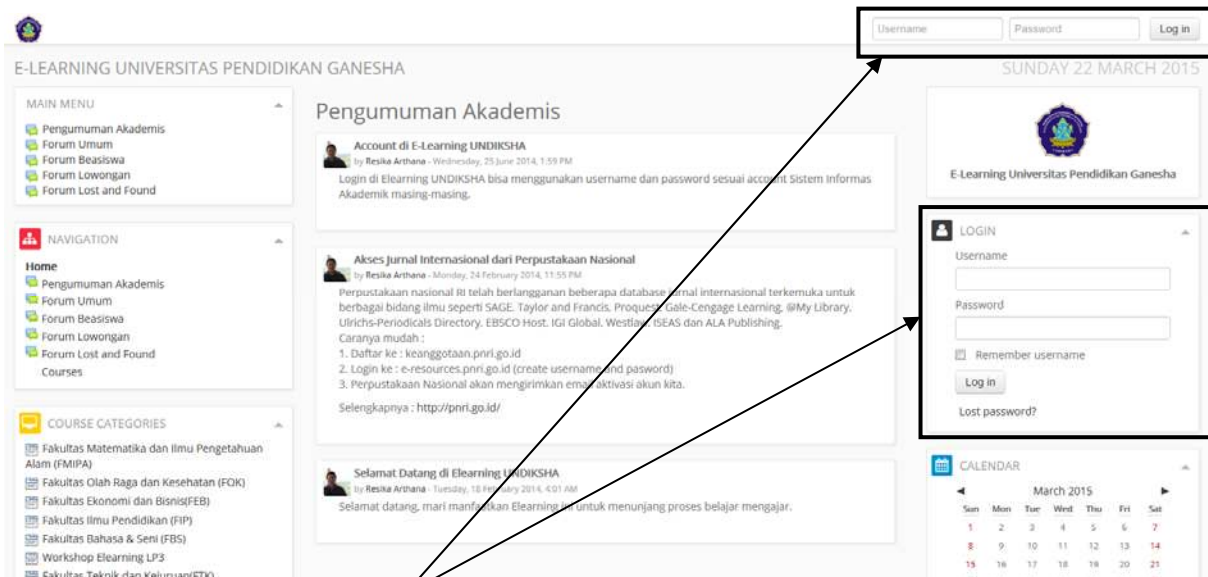 Username
Password
Log in
E-LEARNING UNIVERSITAS PENDIDIKAN GANESHA
SUNDAY 22 MARCH 2015
MAIN MENU
Pengumuman Akademis
Forum Umum
Forum Beasiswa
Forum Lowongan
Forum Lost and Found
NAVIGATION
Home
Pengumuman Akademis
Forum Umum
Forum Beasiswa
Forum Lowongan
Forum Lost and Found
Courses
COURSE CATEGORIES
Fakultas Matematika dan Ilmu Pengetahuan
Alam (FMIPA)
Fakultas Olah Raga dan Kesehatan (FOK)
Fakultas Ekonomi dan Bisnis(FEB)
Fakultas Ilmu Pendidikan (FIP)
Fakultas Bahasa & Seni (FBS)
Workshop Elearning LP3
Fakultas Teknik dan Kejuruan(FTK)
Pengumuman Akademis
Account di E-Learning UNDIKSHA
by Resika Arthana - Wednesday, 25 June 2014, 1:59 PM
Login di Elearning UNDIKSHA bisa menggunakan username dan password sesuai account Sistem Informas
Akademik masing-masing.
Akses Jurnal Internasional dari Perpustakaan Nasional
by Resika Arthana - Monday, 24 February 2014, 11:55 PM
Perpustakaan nasional RI telah berlangganan beberapa database jurnal internasional terkemuka untuk
berbagai bidang ilmu seperti SAGE. Taylor and Francis, Proquest, Gale-Cengage Learning, @My Library,
Ulrichs-Periodicals Directory, EBSCO Host. IGI Global. Westlaw, ISEAS dan ALA Publishing.
Caranya mudah :
1. Daftar ke : keanggotaan.pnri.go.id
2. Login ke : e-resources.pnri.go.id (create username and pasword)
3. Perpustakaan Nasional akan mengirimkan email aktivasi akun kita.
Selengkapnya : http://pnri.go.id/
Selamat Datang di Elearning UNDIKSHA
by Resika Arthana - Tuesday, 18 February 2014, 4:01 AM
Selamat datang, mari manfaatkan Elearning ini untuk menunjang proses belajar mengajar.
E-Learning Universitas Pendidikan Ganesha
LOGIN
Username
Password
Remember username
Log in
Lost password?
CALENDAR
◄ March 2015 ►
Sun Mon Tue Wed Thu Fri Sat
1 2 3 4 5 6 7
8 9 10 11 12 13 14
15 16 17 18 19 20 21